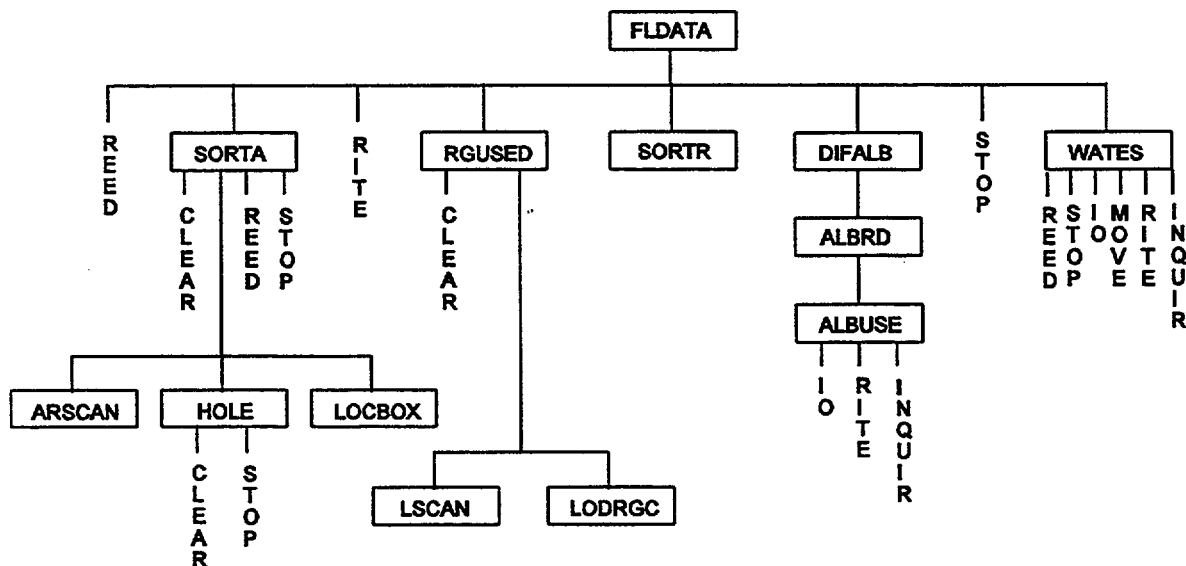 FLDATA
REED
SORTA
RITE
RGUSED
SORTR
DIFALB
STOP
WATES
CLEAR
REED
STOP
CLEAR
ALBRD
REED
STOP
IO
MOVE
RITE
INQUIR
ALBUSE
IO
RITE
INQUIR
ARSCAN
HOLE
LOCBOX
CLEAR
STOP
LSCAN
LODRGC